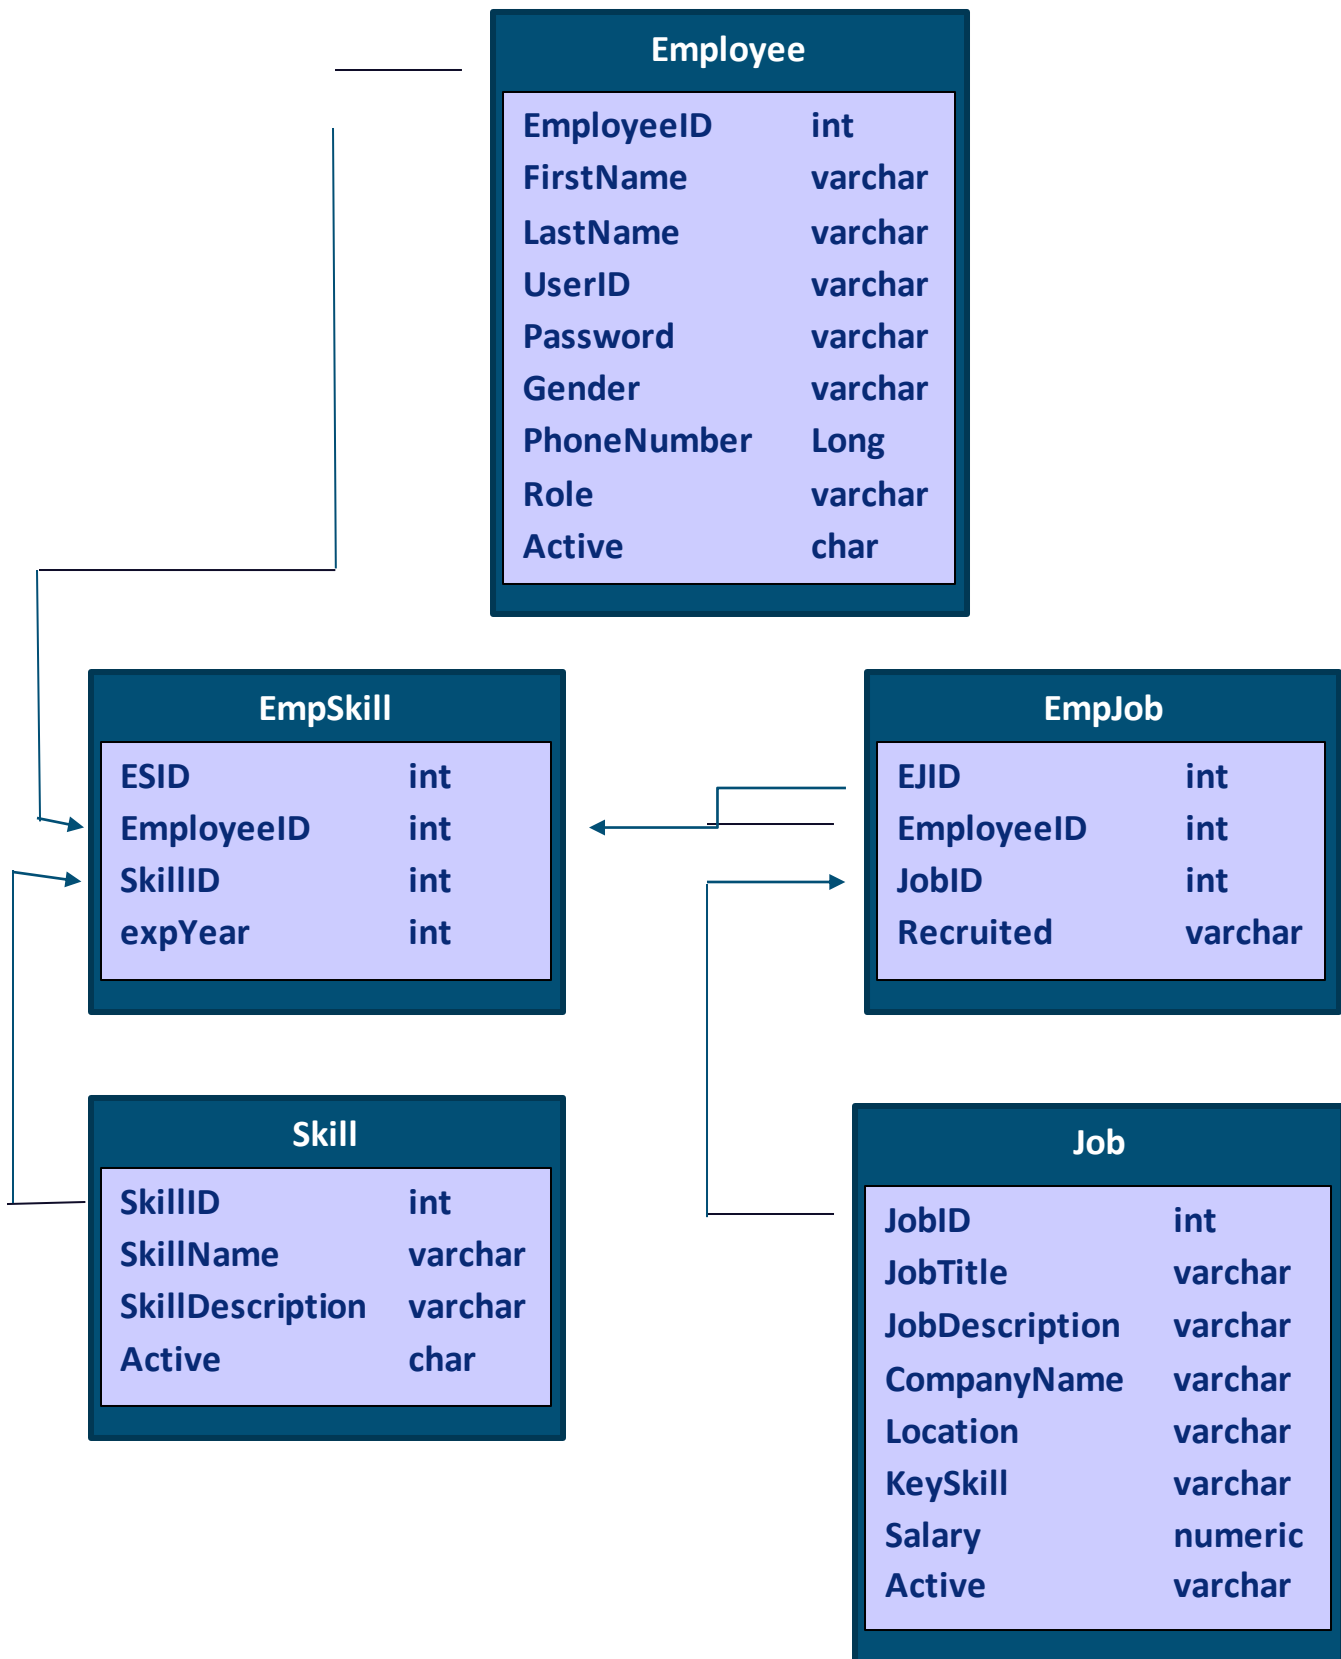 Employee
EmployeeID int
FirstName varchar
LastName varchar
UserID varchar
Password varchar
Gender varchar
PhoneNumber Long
Role varchar
Active char
EmpSkill
ESID int
EmployeeID int
SkillID int
expYear int
EmpJob
EJID int
EmployeeID int
JobID int
Recruited varchar
Skill
SkillID int
SkillName varchar
SkillDescription varchar
Active char
Job
JobID int
JobTitle varchar
JobDescription varchar
CompanyName varchar
Location varchar
KeySkill varchar
Salary numeric
Active varchar